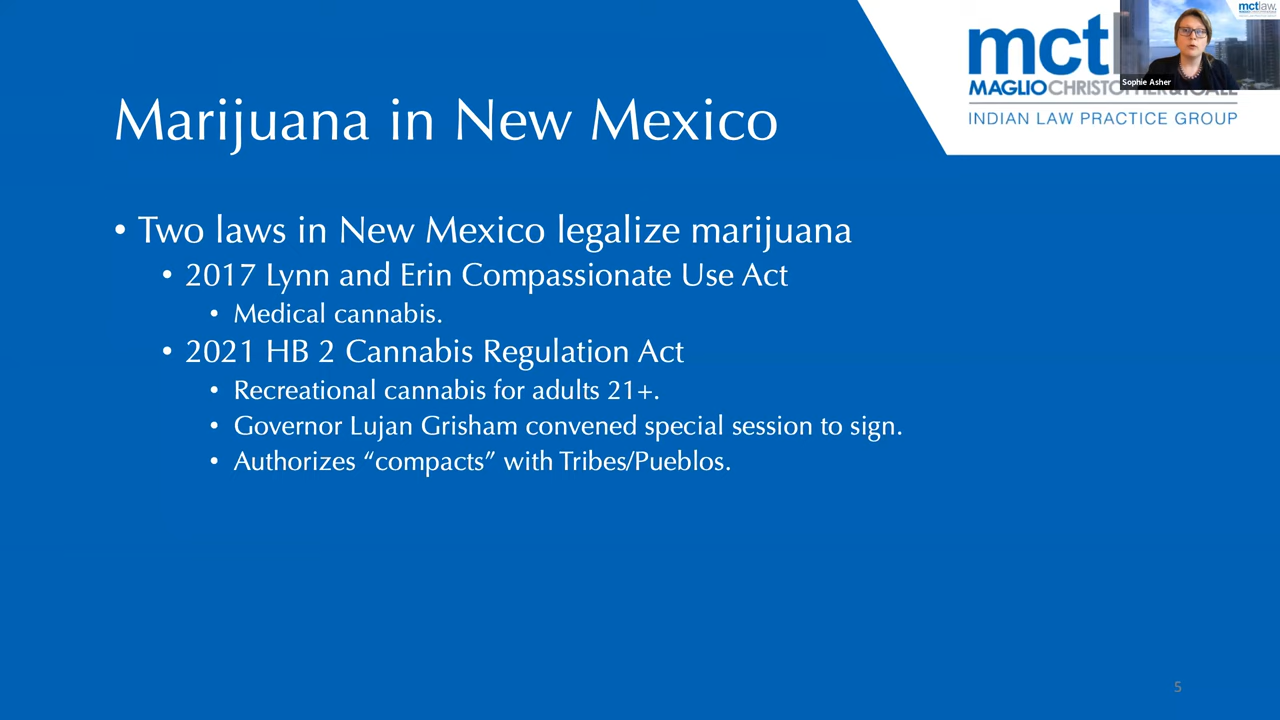 mctlaw.
mct
Sophie Asher
MAGLIO CHRISTOPHER & TOALE
INDIAN LAW PRACTICE GROUP
Marijuana in New Mexico
• Two laws in New Mexico legalize marijuana
• 2017 Lynn and Erin Compassionate Use Act
• Medical cannabis.
• 2021 HB 2 Cannabis Regulation Act
• Recreational cannabis for adults 21+.
• Governor Lujan Grisham convened special session to sign.
• Authorizes “compacts” with Tribes/Pueblos.
5